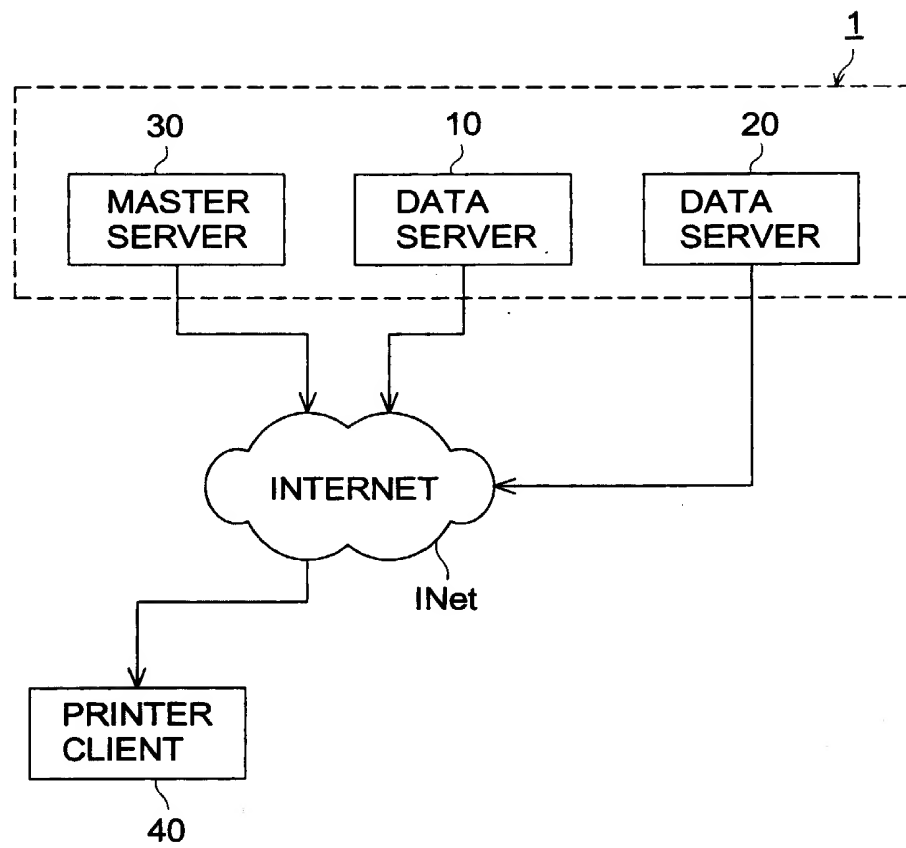 1
30
10
20
MASTER
SERVER
DATA
SERVER
DATA
SERVER
INTERNET
INet
PRINTER
CLIENT
40